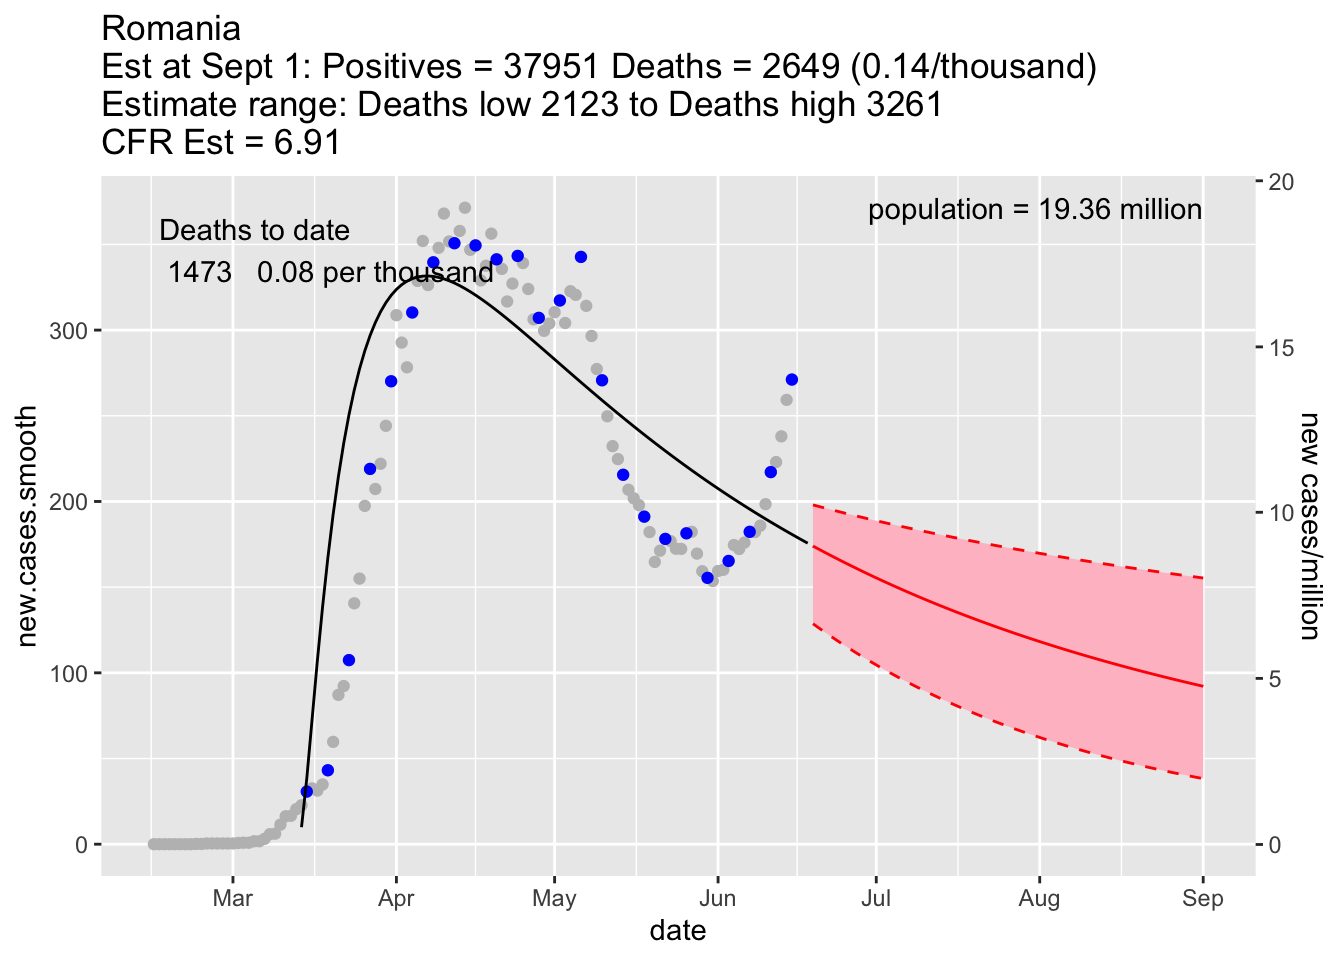 Romania
Est at Sept 1: Positives = 37951 Deaths = 2649 (0.14/thousand)
Estimate range: Deaths low 2123 to Deaths high 3261
CFR Est = 6.91
Deaths to date
1473 0.08 per thousand
population = 19.36 million
new.cases.smooth
300
200
100
0
20
15
10
5
0
new cases/million
Mar Apr May Jun Jul Aug Sep
date